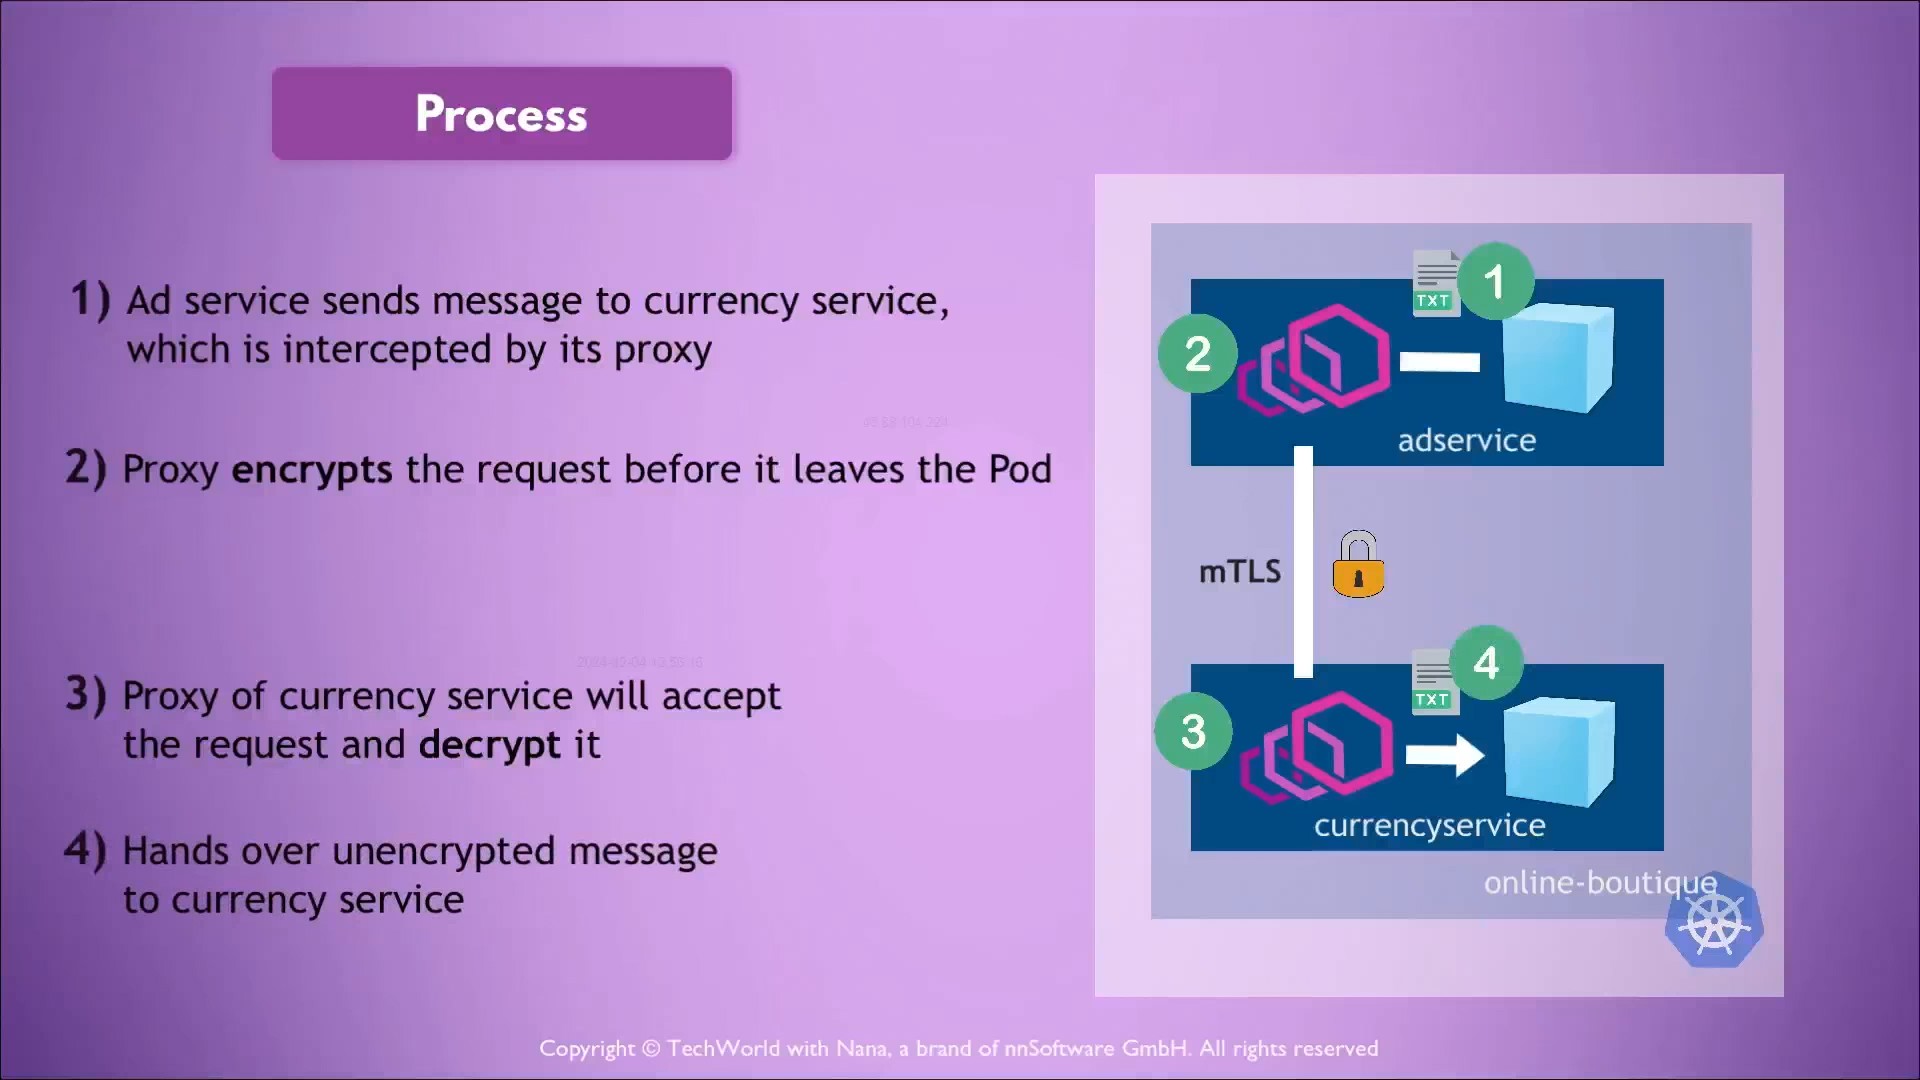 Process
1) Ad service sends message to currency service,
which is intercepted by its proxy
2) Proxy encrypts the request before it leaves the Pod
3) Proxy of currency service will accept
the request and decrypt it
4) Hands over unencrypted message
to currency service
TXT
1
2
adservice
mTLS
TXT
4
3
currencyservice
online-boutique
Copyright © TechWorld with Nana, a brand of nnSoftware GmbH. All rights reserved